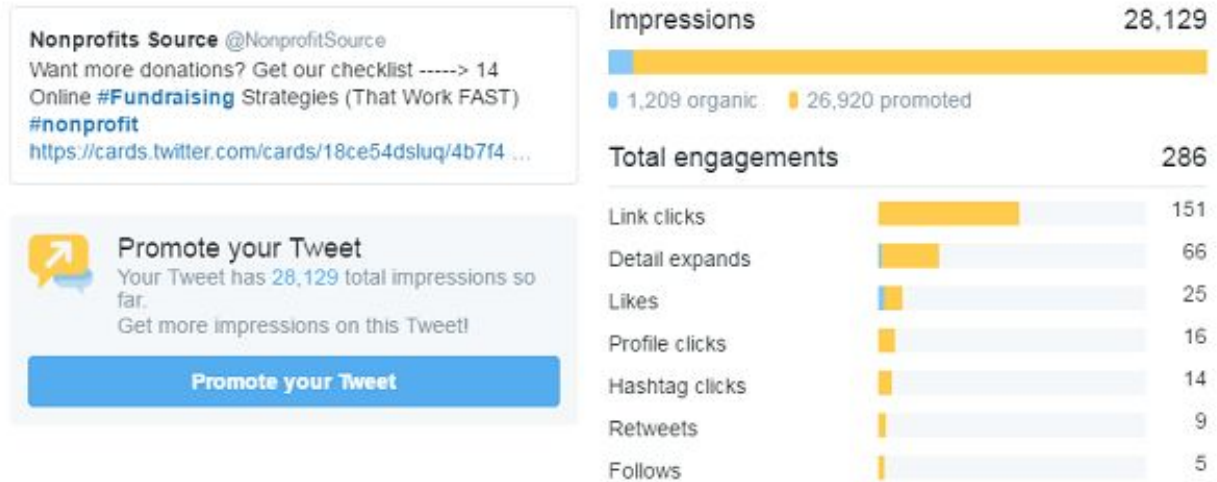 Nonprofits Source @NonprofitSource
Want more donations? Get our checklist -----> 14
Online #Fundraising Strategies (That Work FAST)
#nonprofit
https://cards.twitter.com/cards/18ce54dsluq/4b7f4 ...
Promote your Tweet
Your Tweet has 28,129 total impressions so
far.
Get more impressions on this Tweet!
Promote your Tweet
Impressions 28,129
1,209 organic 26,920 promoted
Total engagements 286
Link clicks 151
Detail expands 66
Likes 25
Profile clicks 16
Hashtag clicks 14
Retweets 9
Follows 5